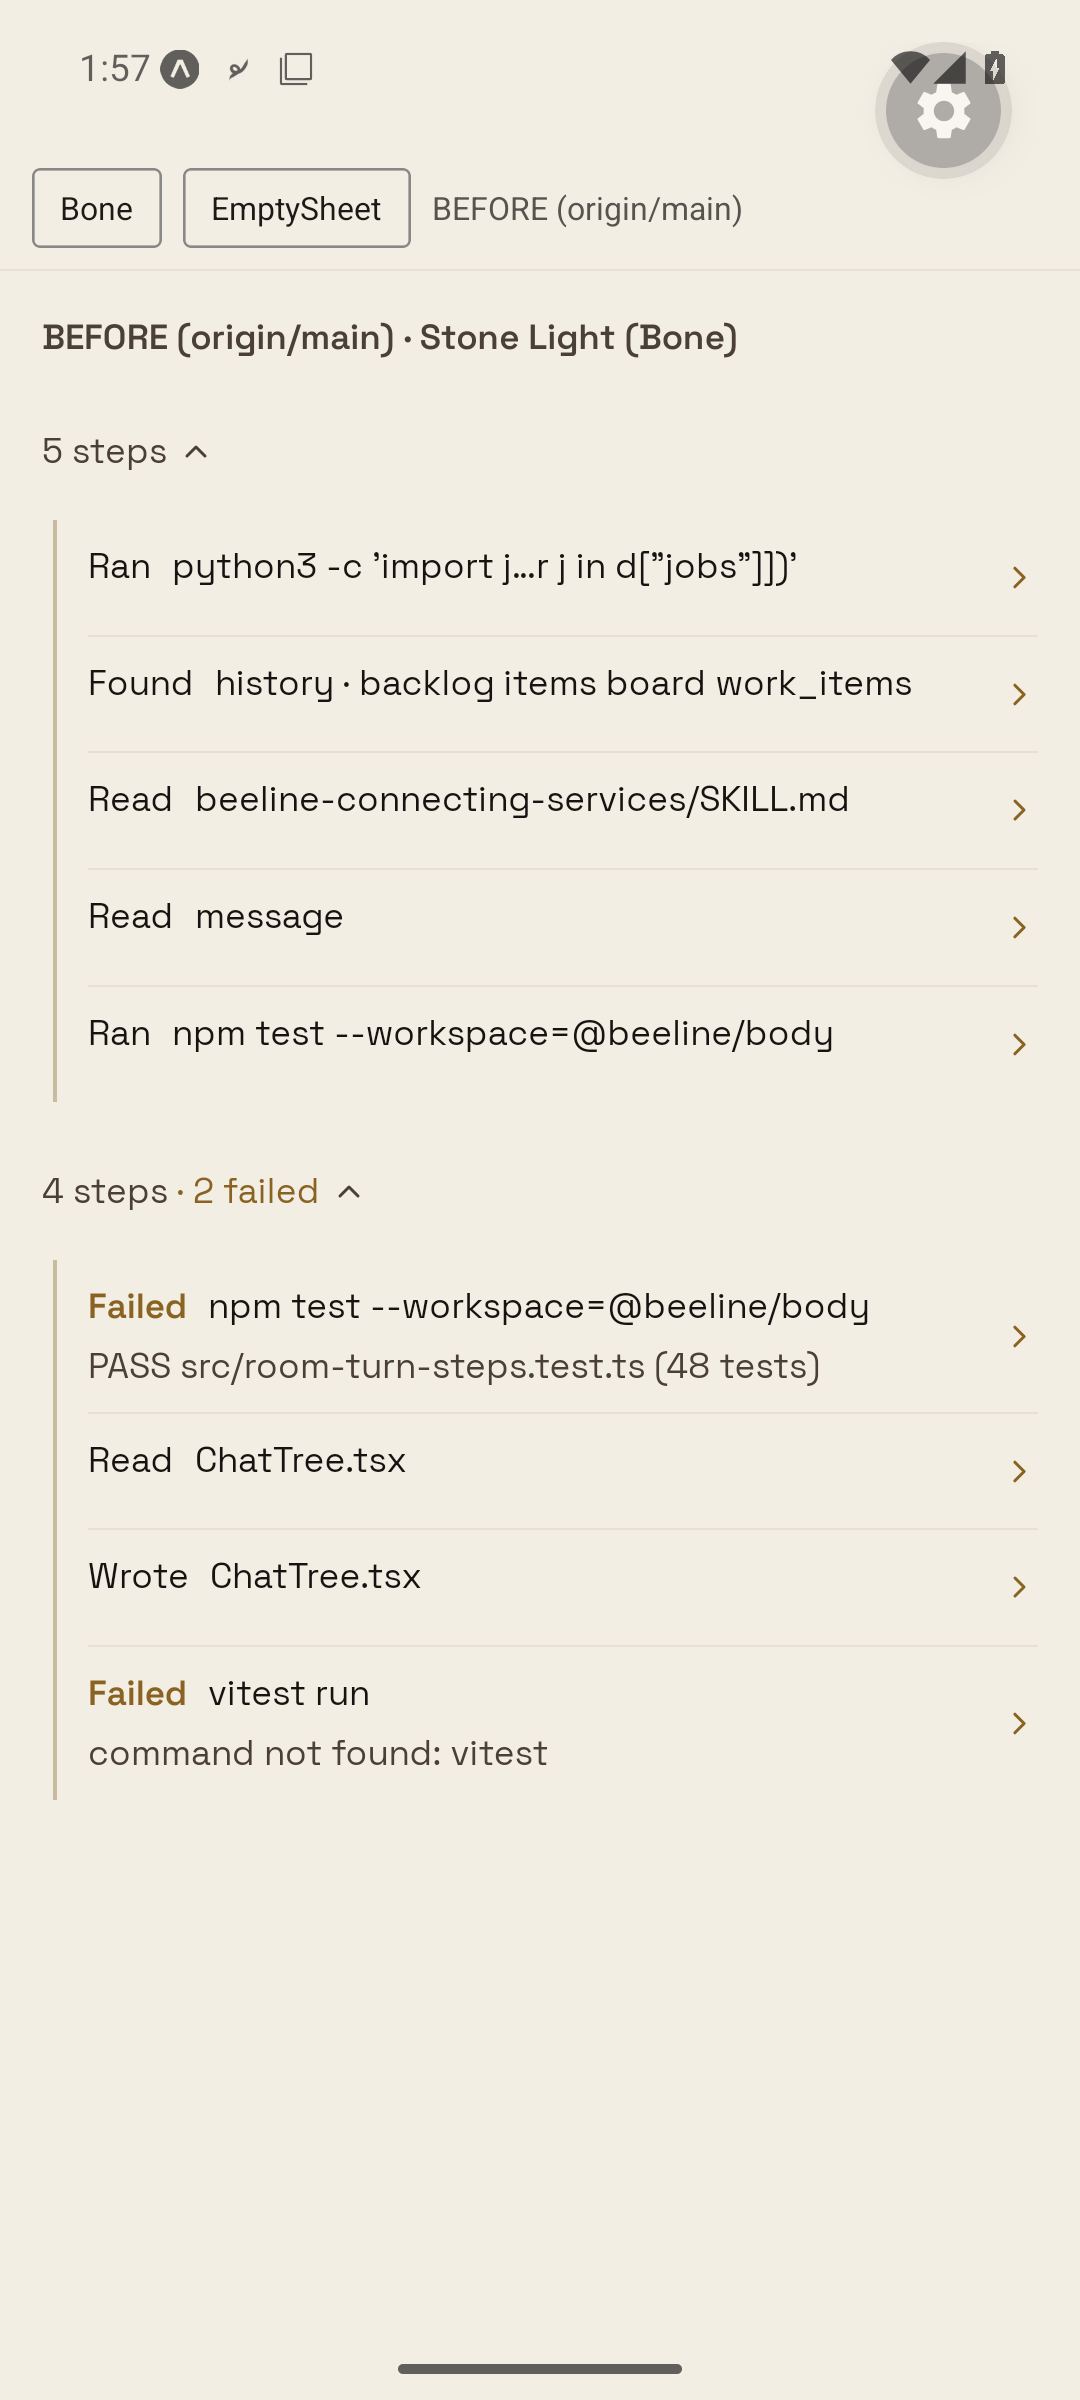 1:57
Bone EmptySheet BEFORE (origin/main)
BEFORE (origin/main) · Stone Light (Bone)
5 steps
Ran python3 -c 'import j...r j in d["jobs"]])'
Found history · backlog items board work_items
Read beeline-connecting-services/SKILL.md
Read message
Ran npm test --workspace=@beeline/body
4 steps · 2 failed
Failed npm test --workspace=@beeline/body
PASS src/room-turn-steps.test.ts (48 tests)
Read ChatTree.tsx
Wrote ChatTree.tsx
Failed vitest run
command not found: vitest